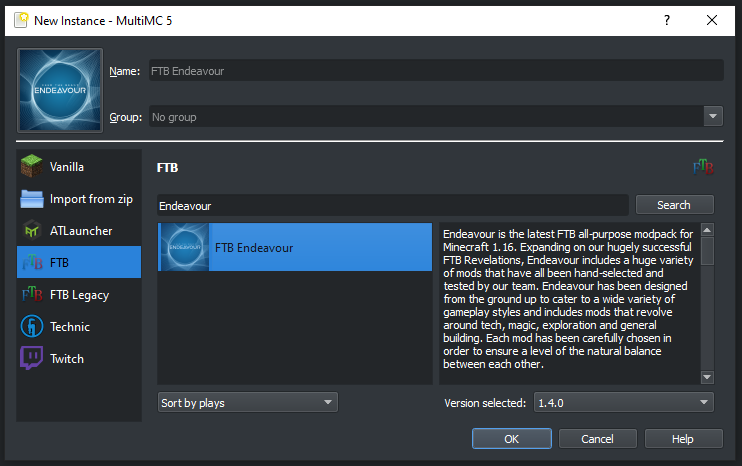 New Instance - MultiMC 5
ENDEAVOUR
Name: FTB Endeavour
Group: No group
Vanilla
Import from zip
ATLauncher
FTB
FTB Legacy
Technic
Twitch
FTB
FTB
Endeavour
Search
ENDEAVOUR
FTB Endeavour
Endeavour is the latest FTB all-purpose modpack for
Minecraft 1.16. Expanding on our hugely successful
FTB Revelations, Endeavour includes a huge variety
of mods that have all been hand-selected and
tested by our team. Endeavour has been designed
from the ground up to cater to a wide variety of
gameplay styles and includes mods that revolve
around tech, magic, exploration and general
building. Each mod has been carefully chosen in
order to ensure a level of the natural balance
between each other.
Sort by plays
Version selected: 1.4.0
OK
Cancel
Help